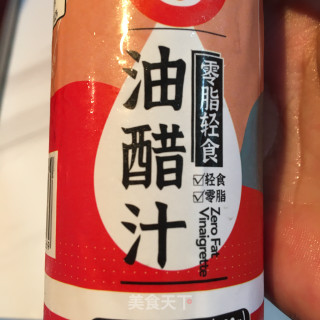 油醋汁
零脂轻食
轻食
零脂
Zero Fat
Vinaigrette
美食天下